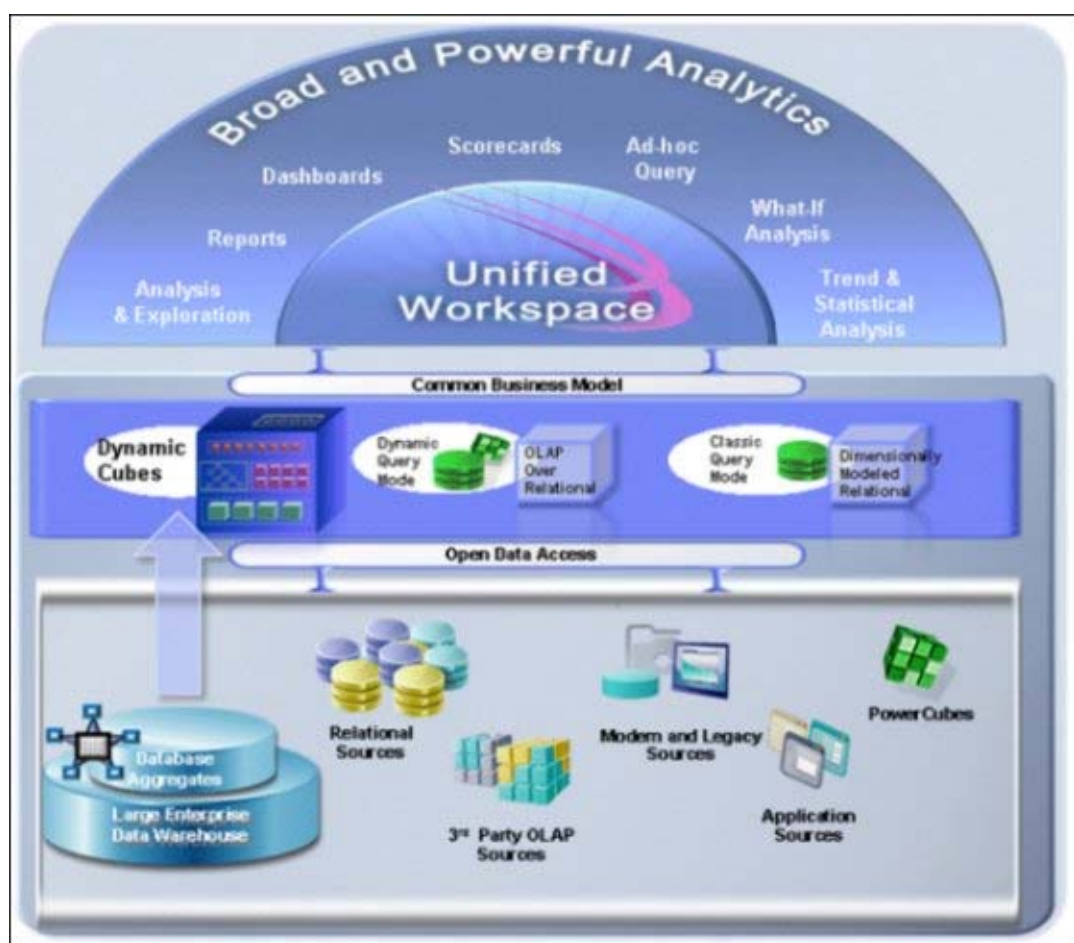 Broad and Powerful Analytics
Scorecards
Ad-hoc
Query
Dashboards
What-If
Analysis
Reports
Unified
Workspace
Analysis
& Exploration
Trend &
Statistical
Analysis
Common Business Model
Dynamic
Cubes
Dynamic
Query
Mode
OLAP
Over
Relational
Classic
Query
Mode
Dimensionally
Modeled
Relational
Open Data Access
Relational
Sources
Modern and Legacy
Sources
PowerCubes
Database
Aggregates
Large Enterprise
Data Warehouse
3rd Party OLAP
Sources
Application
Sources